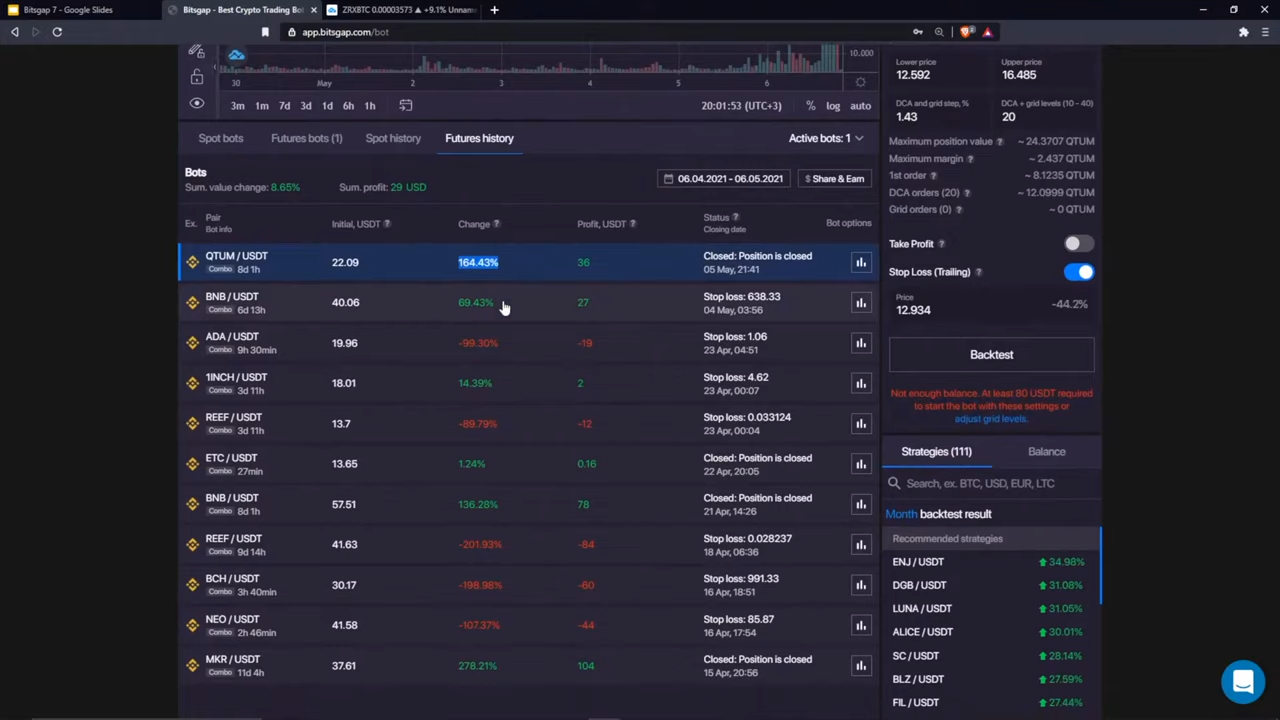 Bitsgap 7 - Google Slides
Bitsgap - Best Crypto Trading Bo
ZRXBTC 0.00003573 ▲ +9.1% Unname
app.bitsgap.com/bot
10.000
30 May 2 3 4 5 6
3m 1m 7d 3d 1d 6h 1h 20:01:53 (UTC+3) % log auto
Spot bots Futures bots (1) Spot history Futures history Active bots: 1
Bots
Sum. value change: 8.65% Sum. profit: 29 USD
06.04.2021 - 06.05.2021 $ Share & Earn
Ex. Pair Initial, USDT Change Profit, USDT Status Bot options
Bot info Closing date
QTUM / USDT 22.09 164.43% 36 Closed: Position is closed
Combo 8d 1h 05 May, 21:41
BNB / USDT 40.06 69.43% 27 Stop loss: 638.33
Combo 6d 13h 04 May, 03:56
ADA / USDT 19.96 -99.30% -19 Stop loss: 1.06
Combo 9h 30min 23 Apr, 04:51
1INCH / USDT 18.01 14.39% 2 Stop loss: 4.62
Combo 3d 11h 23 Apr, 00:07
REEF / USDT 13.7 -89.79% -12 Stop loss: 0.033124
Combo 3d 11h 23 Apr, 00:04
ETC / USDT 13.65 1.24% 0.16 Closed: Position is closed
Combo 27min 22 Apr, 20:05
BNB / USDT 57.51 136.28% 78 Closed: Position is closed
Combo 8d 1h 21 Apr, 14:26
REEF / USDT 41.63 -201.93% -84 Stop loss: 0.028237
Combo 9d 14h 18 Apr, 06:36
BCH / USDT 30.17 -198.98% -60 Stop loss: 991.33
Combo 3h 40min 16 Apr, 18:51
NEO / USDT 41.58 -107.37% -44 Stop loss: 85.87
Combo 2h 46min 16 Apr, 17:54
MKR / USDT 37.61 278.21% 104 Closed: Position is closed
Combo 11d 4h 15 Apr, 20:56
Lower price Upper price
12.592 16.485
DCA and grid step, % DCA + grid levels (10 - 40)
1.43 20
Maximum position value ~ 24.3707 QTUM
Maximum margin ~ 2.437 QTUM
1st order ~ 8.1235 QTUM
DCA orders (20) ~ 12.0999 QTUM
Grid orders (0) ~ 0 QTUM
Take Profit
Stop Loss (Trailing)
Price
12.934 -44.2%
Backtest
Not enough balance. At least 80 USDT required
to start the bot with these settings or
adjust grid levels.
Strategies (111) Balance
Search, ex. BTC, USD, EUR, LTC
Month backtest result
Recommended strategies
ENJ / USDT 34.98%
DGB / USDT 31.08%
LUNA / USDT 31.05%
ALICE / USDT 30.01%
SC / USDT 28.14%
BLZ / USDT 27.59%
FIL / USDT 27.44%